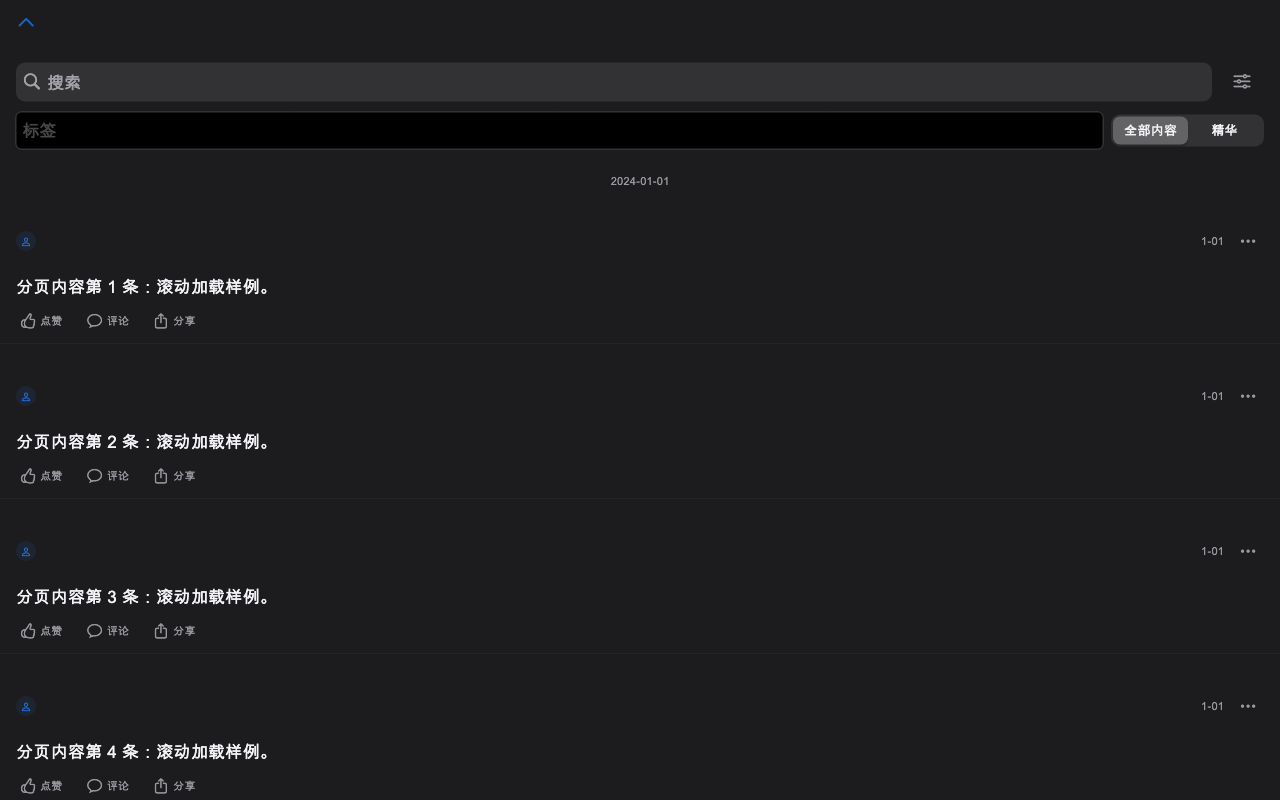 搜索
标签
全部内容 精华
2024-01-01
1-01
分页内容第 1 条：滚动加载样例。
点赞 评论 分享
1-01
分页内容第 2 条：滚动加载样例。
点赞 评论 分享
1-01
分页内容第 3 条：滚动加载样例。
点赞 评论 分享
1-01
分页内容第 4 条：滚动加载样例。
点赞 评论 分享